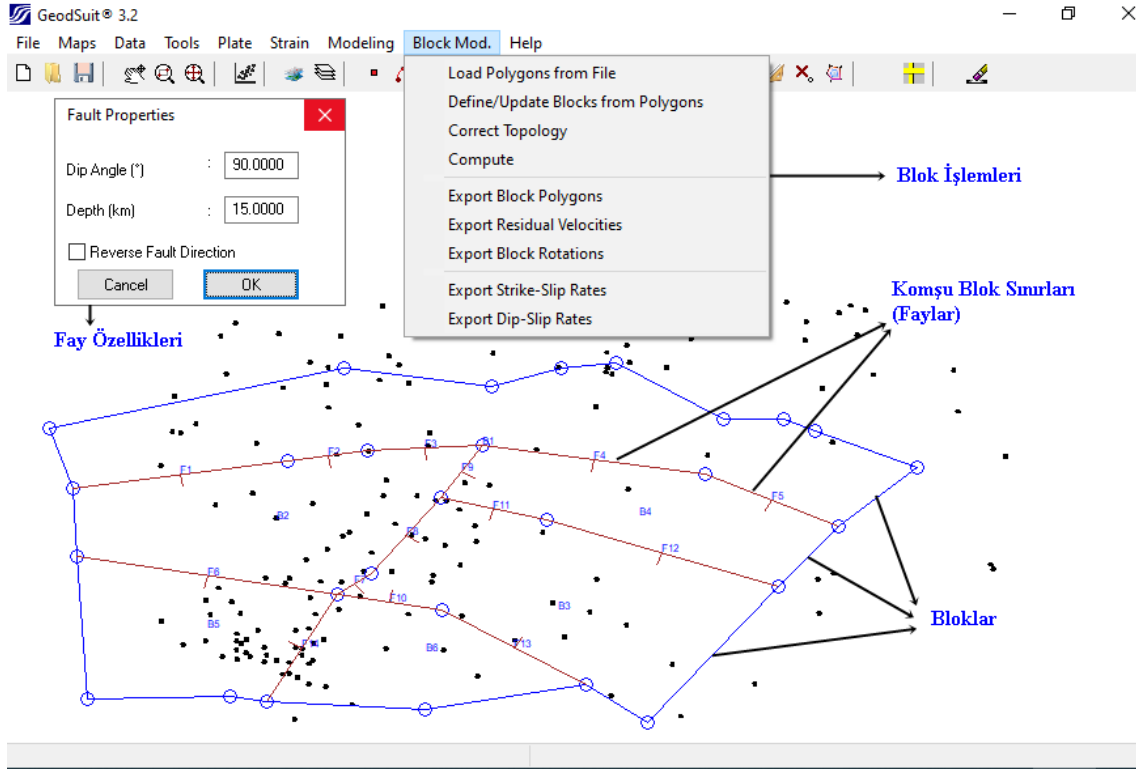 GeodSuit® 3.2
File Maps Data Tools Plate Strain Modeling Block Mod. Help
Fault Properties
Dip Angle (°) : 90.0000
Depth (km) : 15.0000
Reverse Fault Direction
Cancel OK
Load Polygons from File
Define/Update Blocks from Polygons
Correct Topology
Compute
Export Block Polygons
Export Residual Velocities
Export Block Rotations
Export Strike-Slip Rates
Export Dip-Slip Rates
Blok İşlemleri
Komşu Blok Sınırları
(Faylar)
Fay Özellikleri
F1
F2
F3
B1
F4
F9
F5
F11
B2
B4
F8
F12
F6
F7
F10
B3
B5
Bloklar
F14
B6
F13